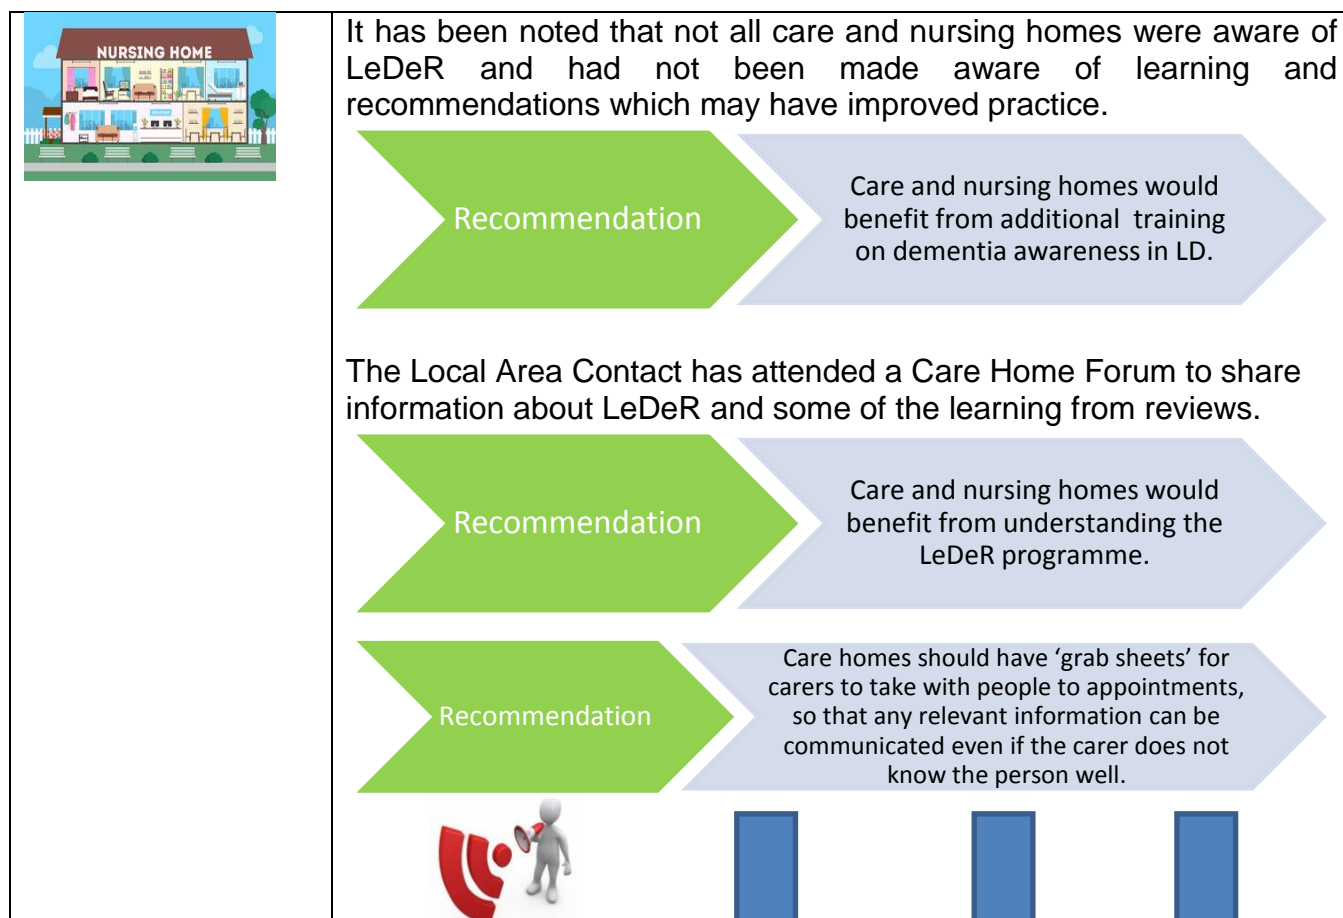 NURSING HOME
It has been noted that not all care and nursing homes were aware of
LeDeR and had not been made aware of learning and
recommendations which may have improved practice.
Recommendation
Care and nursing homes would
benefit from additional training
on dementia awareness in LD.
The Local Area Contact has attended a Care Home Forum to share
information about LeDeR and some of the learning from reviews.
Recommendation
Care and nursing homes would
benefit from understanding the
LeDeR programme.
Recommendation
Care homes should have ‘grab sheets’ for
carers to take with people to appointments,
so that any relevant information can be
communicated even if the carer does not
know the person well.